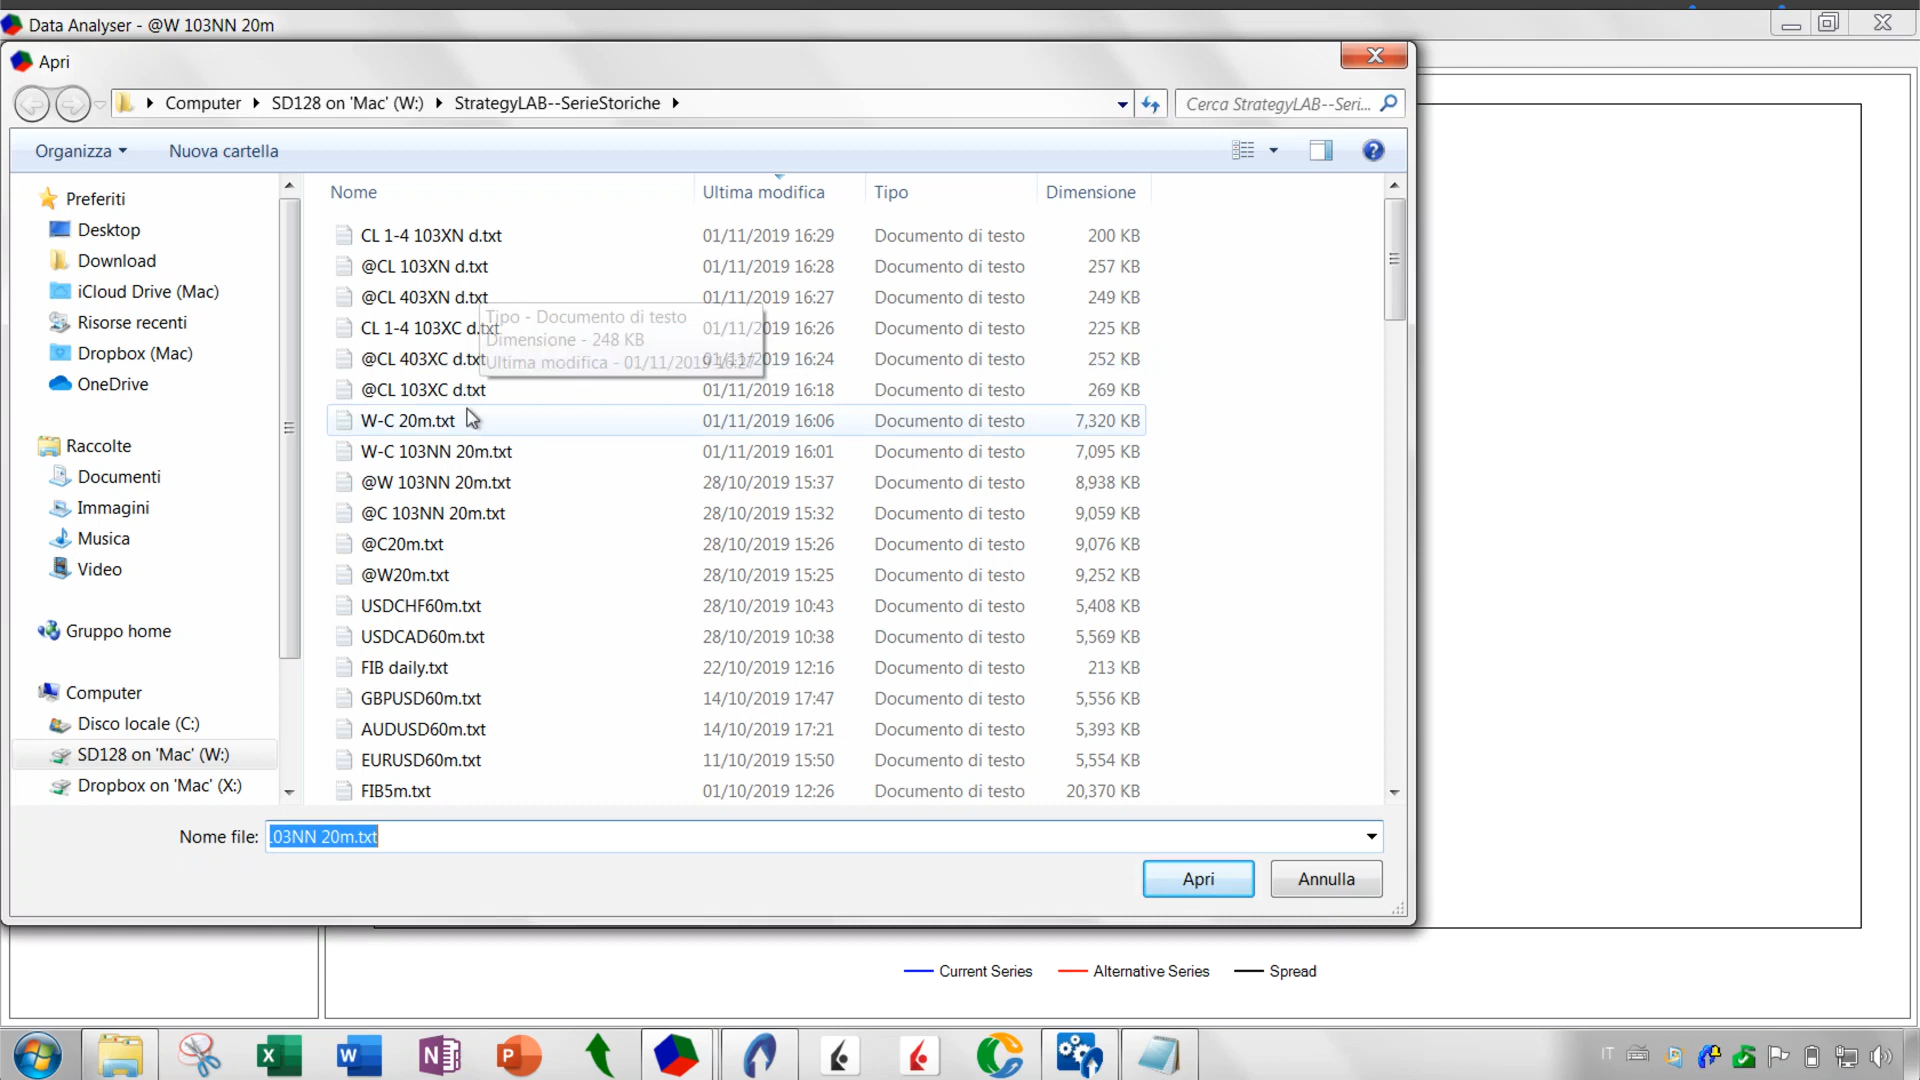 Data Analyser - @W 103NN 20m
Apri
Computer SD128 on 'Mac' (W:) StrategyLAB--SerieStoriche
Cerca StrategyLAB--Seri...
Organizza Nuova cartella
Nome Ultima modifica Tipo Dimensione
Preferiti
Desktop
Download
iCloud Drive (Mac)
Risorse recenti
Dropbox (Mac)
OneDrive
Raccolte
Documenti
Immagini
Musica
Video
Gruppo home
Computer
Disco locale (C:)
SD128 on 'Mac' (W:)
Dropbox on 'Mac' (X:)
CL 1-4 103XN d.txt 01/11/2019 16:29 Documento di testo 200 KB
@CL 103XN d.txt 01/11/2019 16:28 Documento di testo 257 KB
@CL 403XN d.txt 01/11/2019 16:27 Documento di testo 249 KB
CL 1-4 103XC d.txt 01/11/2019 16:26 Documento di testo 225 KB
@CL 403XC d.txt 01/11/2019 16:24 Documento di testo 252 KB
@CL 103XC d.txt 01/11/2019 16:18 Documento di testo 269 KB
W-C 20m.txt 01/11/2019 16:06 Documento di testo 7,320 KB
W-C 103NN 20m.txt 01/11/2019 16:01 Documento di testo 7,095 KB
@W 103NN 20m.txt 28/10/2019 15:37 Documento di testo 8,938 KB
@C 103NN 20m.txt 28/10/2019 15:32 Documento di testo 9,059 KB
@C20m.txt 28/10/2019 15:26 Documento di testo 9,076 KB
@W20m.txt 28/10/2019 15:25 Documento di testo 9,252 KB
USDCHF60m.txt 28/10/2019 10:43 Documento di testo 5,408 KB
USDCAD60m.txt 28/10/2019 10:38 Documento di testo 5,569 KB
FIB daily.txt 22/10/2019 12:16 Documento di testo 213 KB
GBPUSD60m.txt 14/10/2019 17:47 Documento di testo 5,556 KB
AUDUSD60m.txt 14/10/2019 17:21 Documento di testo 5,393 KB
EURUSD60m.txt 11/10/2019 15:50 Documento di testo 5,554 KB
FIB5m.txt 01/10/2019 12:26 Documento di testo 20,370 KB
Tipo - Documento di testo
Dimensione - 248 KB
Ultima modifica - 01/11/2019 16:27
Nome file: 03NN 20m.txt
Apri Annulla
Current Series Alternative Series Spread
IT